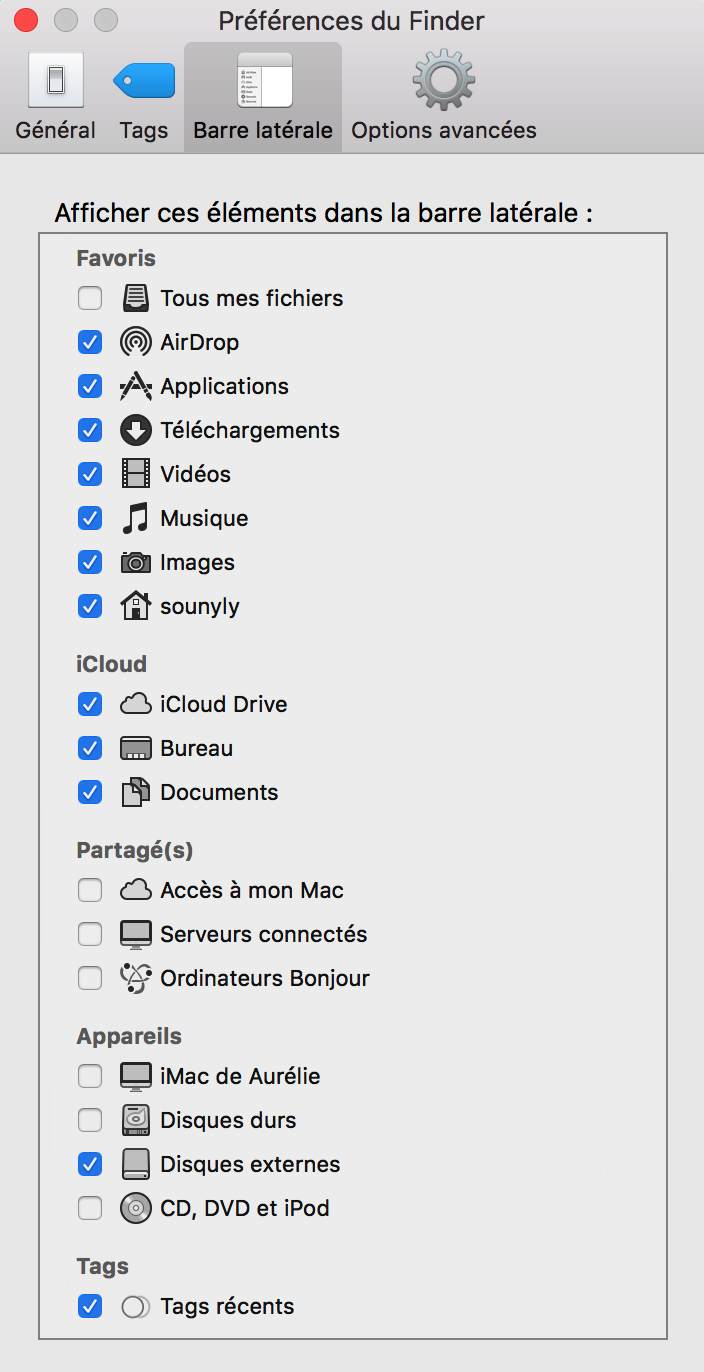 Préférences du Finder
Général Tags Barre latérale Options avancées
Afficher ces éléments dans la barre latérale :
Favoris
Tous mes fichiers
AirDrop
Applications
Téléchargements
Vidéos
Musique
Images
sounyly
iCloud
iCloud Drive
Bureau
Documents
Partagé(s)
Accès à mon Mac
Serveurs connectés
Ordinateurs Bonjour
Appareils
iMac de Aurélie
Disques durs
Disques externes
CD, DVD et iPod
Tags
Tags récents